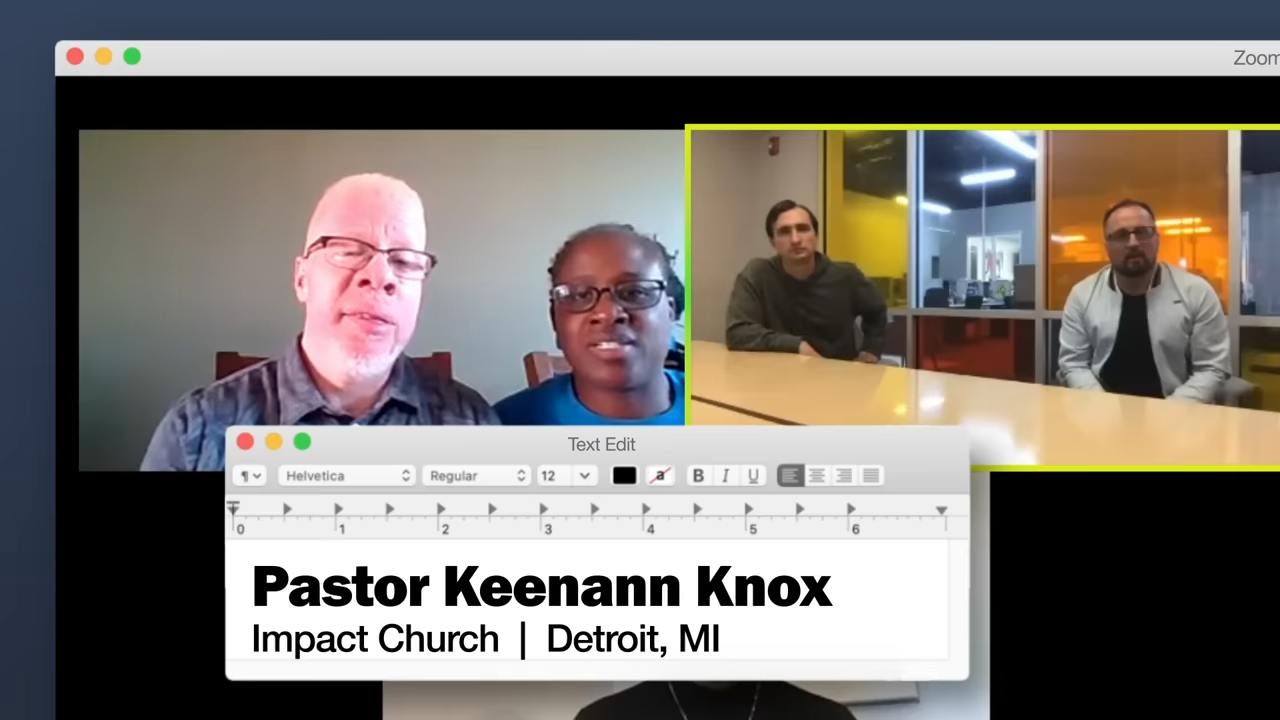 Zoom
Text Edit
¶ Helvetica Regular 12 a B I U
0 1 2 3 4 5 6
Pastor Keenann Knox
Impact Church | Detroit, MI